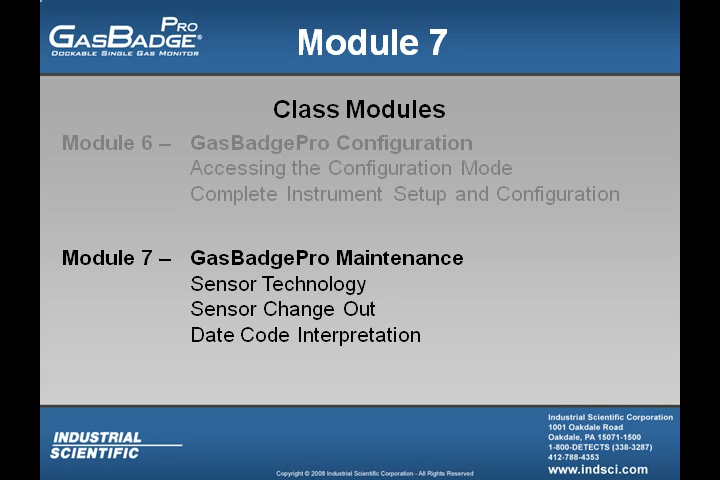 GASBADGE® PRO
DOCKABLE SINGLE GAS MONITOR
Module 7
Class Modules
Module 6 – GasBadgePro Configuration
Accessing the Configuration Mode
Complete Instrument Setup and Configuration
Module 7 – GasBadgePro Maintenance
Sensor Technology
Sensor Change Out
Date Code Interpretation
INDUSTRIAL
SCIENTIFIC
Copyright © 2008 Industrial Scientific Corporation - All Rights Reserved
Industrial Scientific Corporation
1001 Oakdale Road
Oakdale, PA 15071-1500
1-800-DETECTS (338-3287)
412-788-4353
www.indsci.com